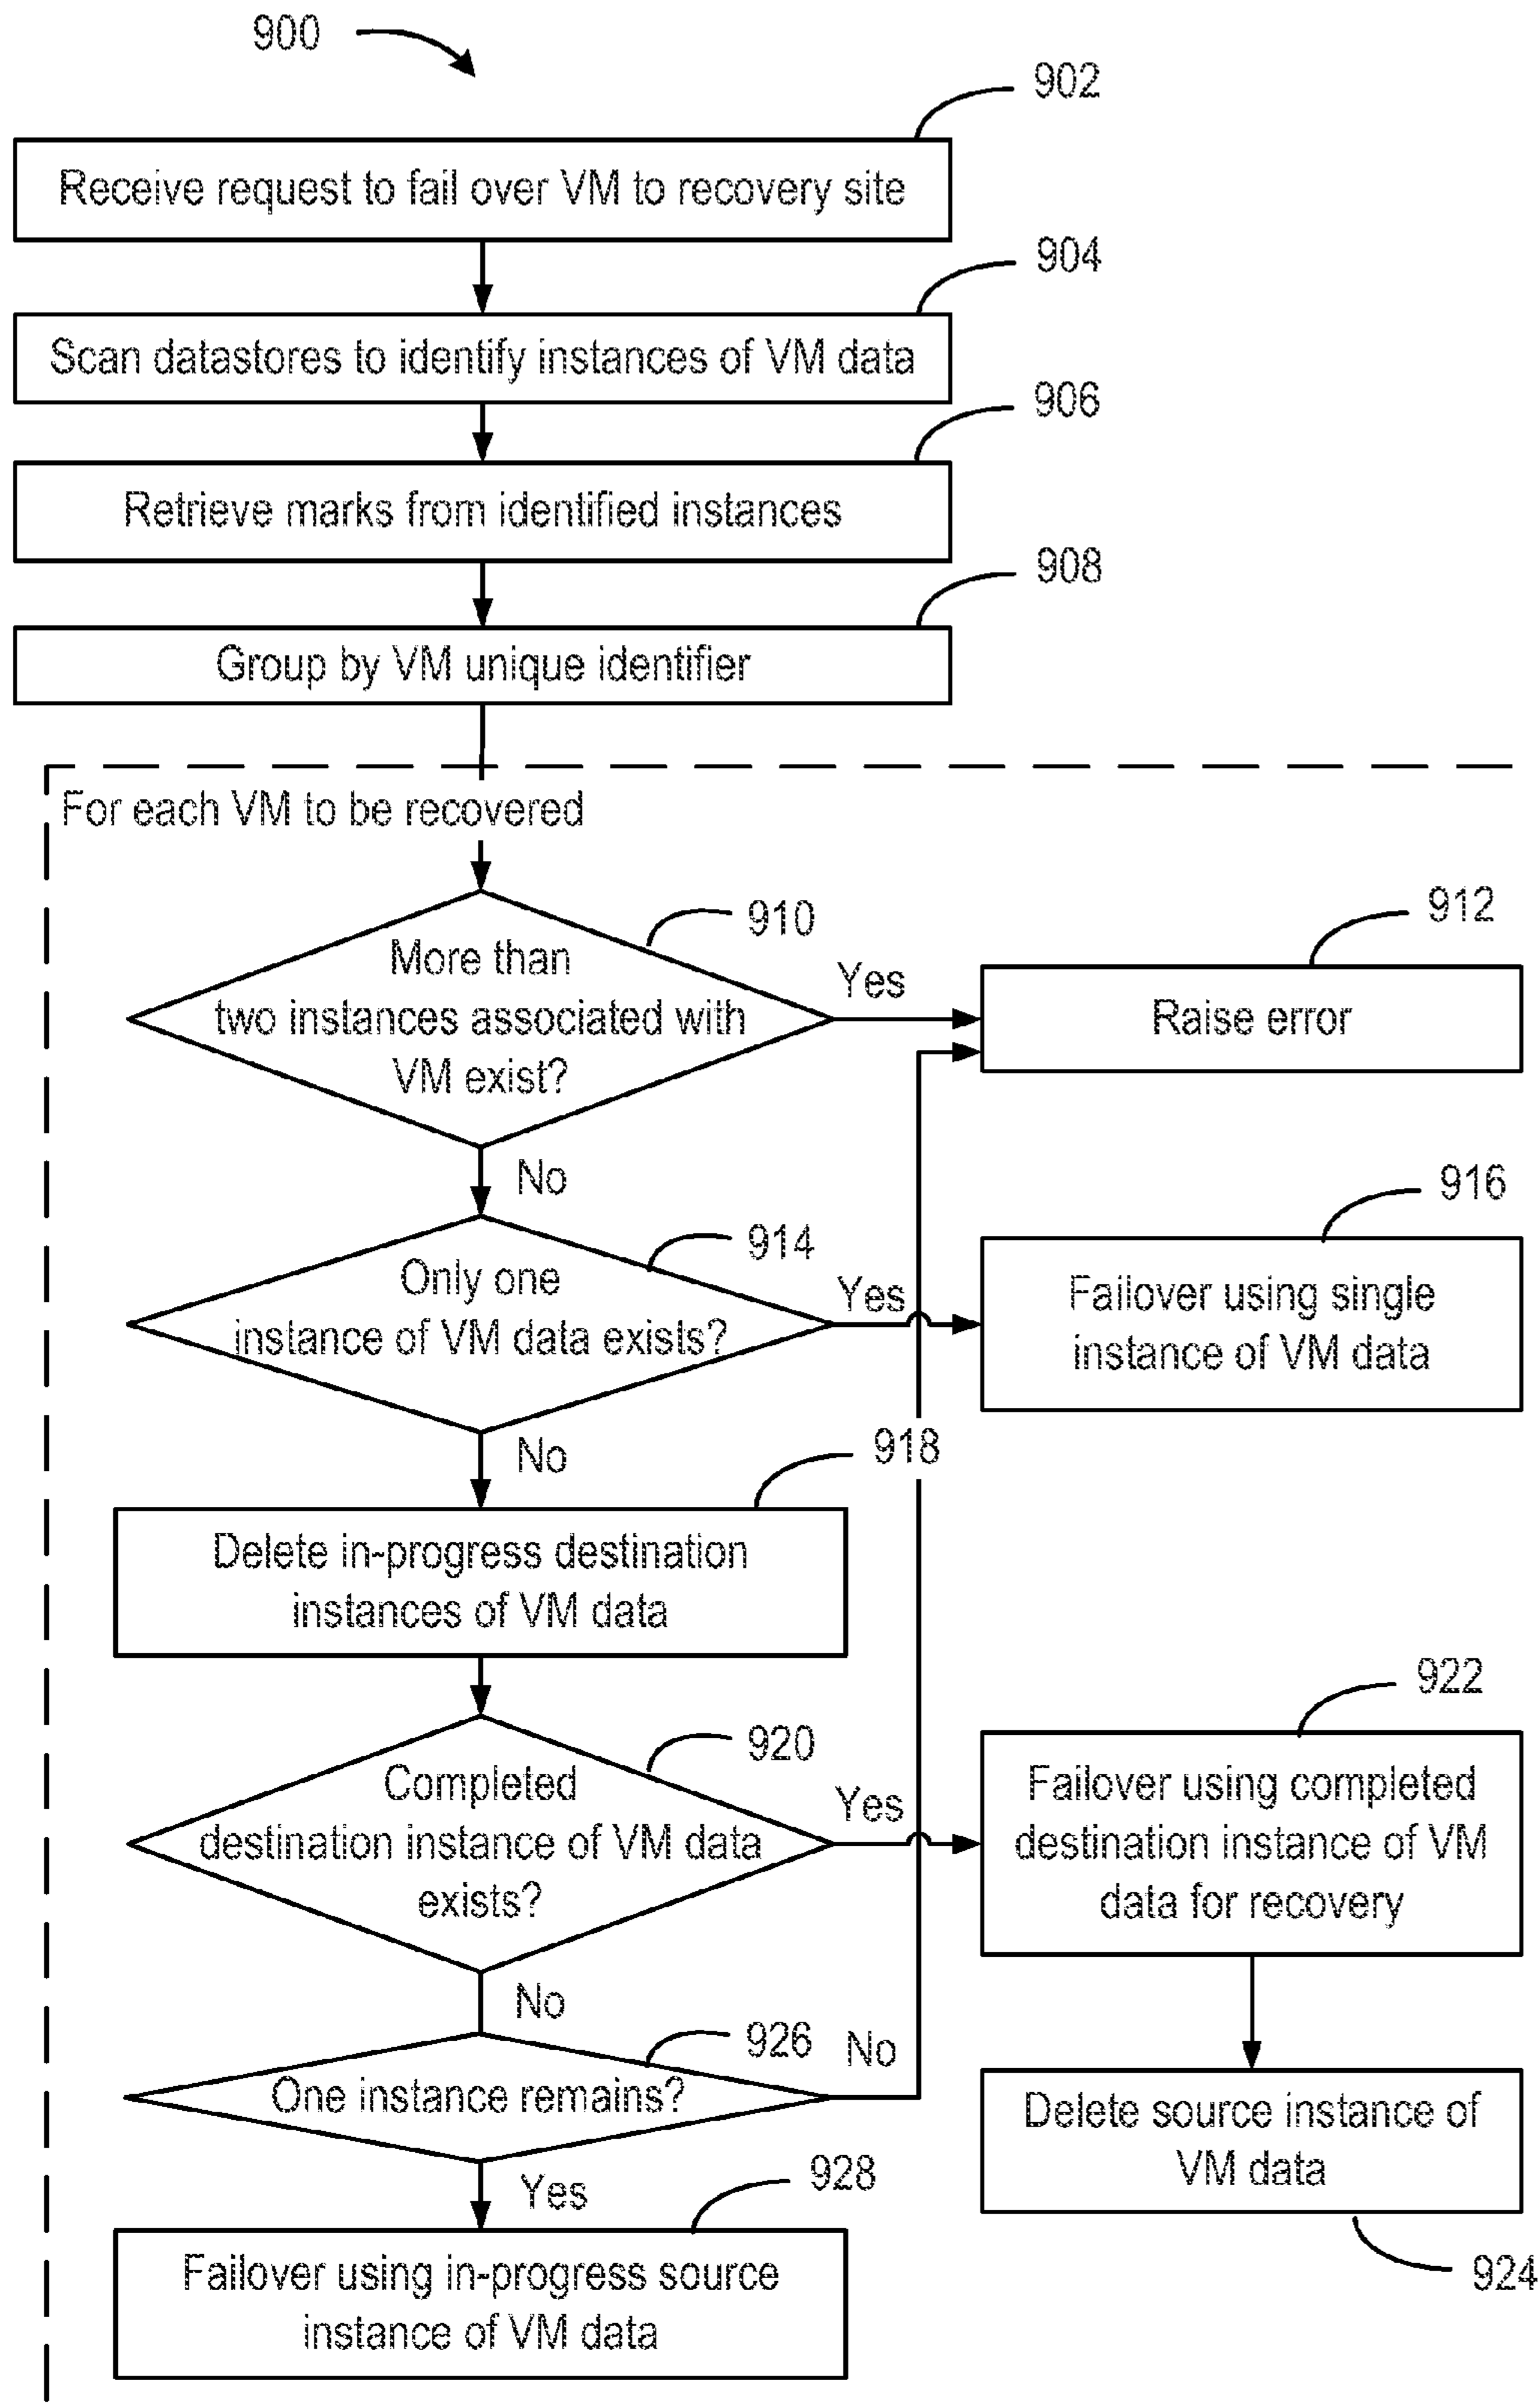 900
902
Receive request to fail over VM to recovery site
904
Scan datastores to identify instances of VM data
906
Retrieve marks from identified instances
908
Group by VM unique identifier
For each VM to be recovered
910
More than
two instances associated with
VM exist?
Yes
912
Raise error
No
914
Only one
instance of VM data exists?
Yes
916
Failover using single
instance of VM data
No
918
Delete in-progress destination
instances of VM data
920
Completed
destination instance of VM data
exists?
Yes
922
Failover using completed
destination instance of VM
data for recovery
No
926
One instance remains?
No
Delete source instance of
VM data
924
Yes
928
Failover using in-progress source
instance of VM data